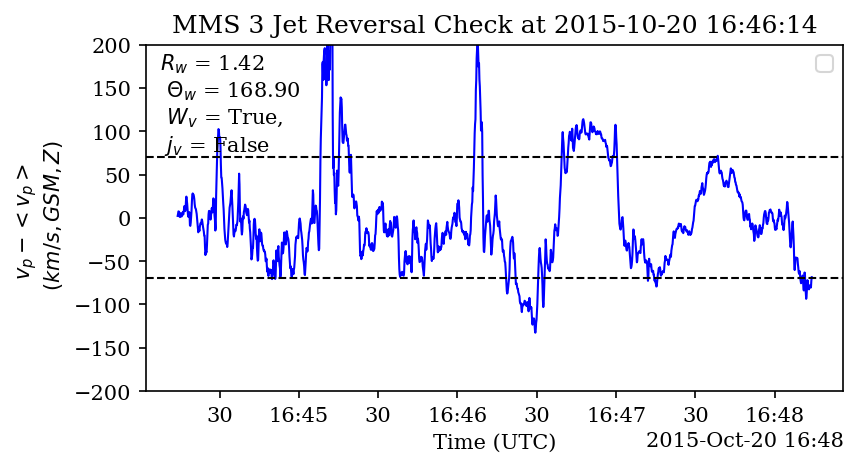 MMS 3 Jet Reversal Check at 2015-10-20 16:46:14
200
150
100
50
0
−50
−100
−150
−200
v_p − < v_p >
(km/s, GSM, Z)
R_w = 1.42
Θ_w = 168.90
W_v = True,
j_v = False
30 16:45 30 16:46 30 16:47 30 16:48
Time (UTC)
2015-Oct-20 16:48